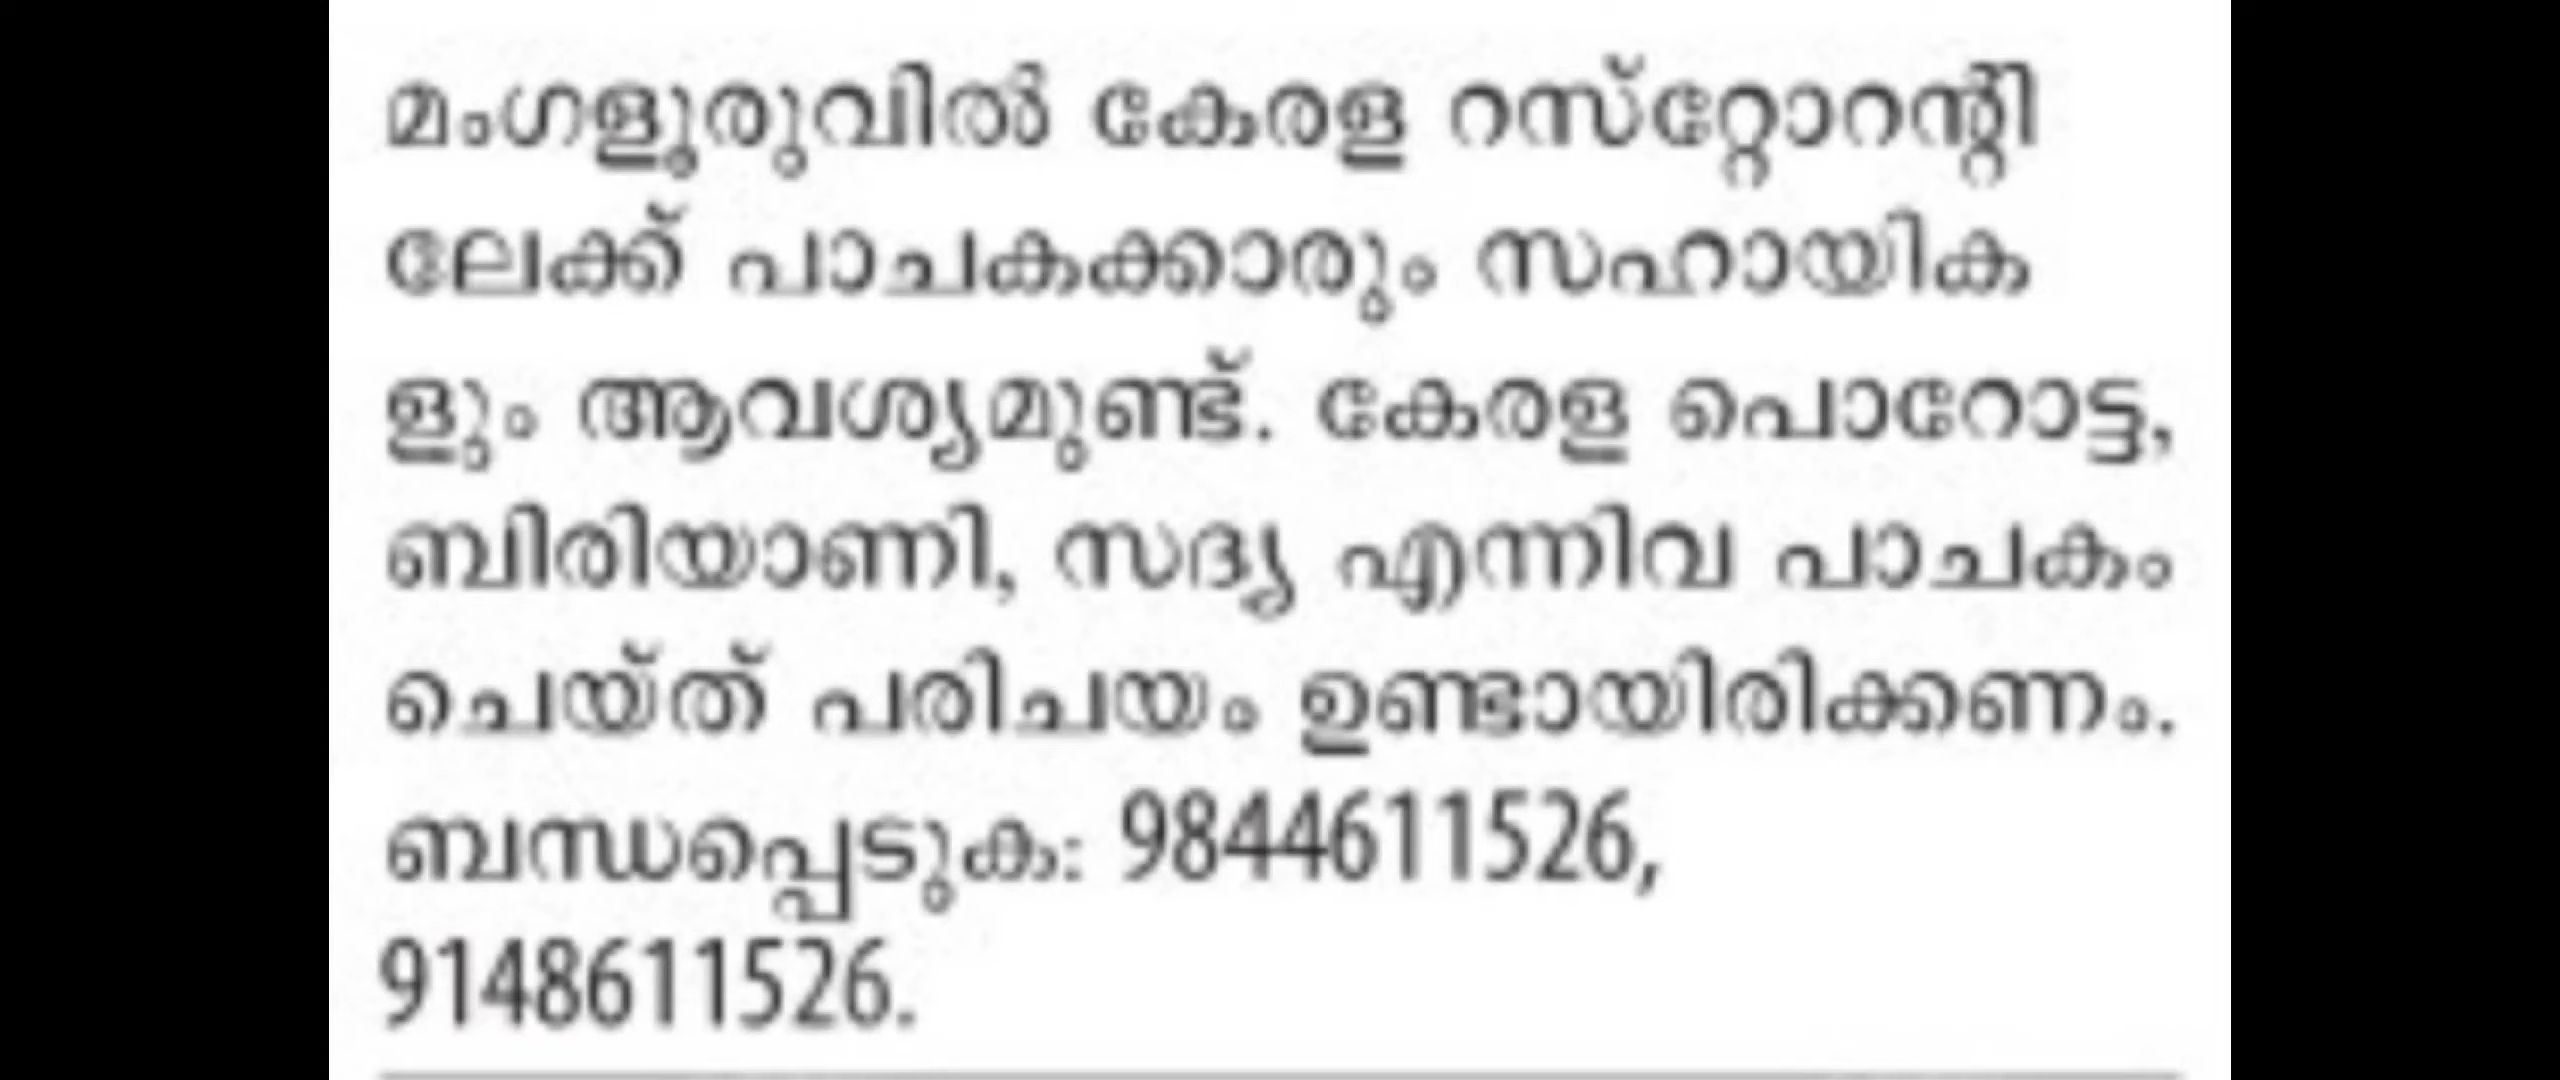 മംഗളൂരുവിൽ കേരള റസ്റ്റോറന്റി
ലേക്ക് പാചകക്കാരും സഹായിക
ളും ആവശ്യമുണ്ട്. കേരള പൊറോട്ട,
ബിരിയാണി, സദ്യ എന്നിവ പാചകം
ചെയ്ത് പരിചയം ഉണ്ടായിരിക്കണം.
ബന്ധപ്പെടുക: 9844611526,
9148611526.